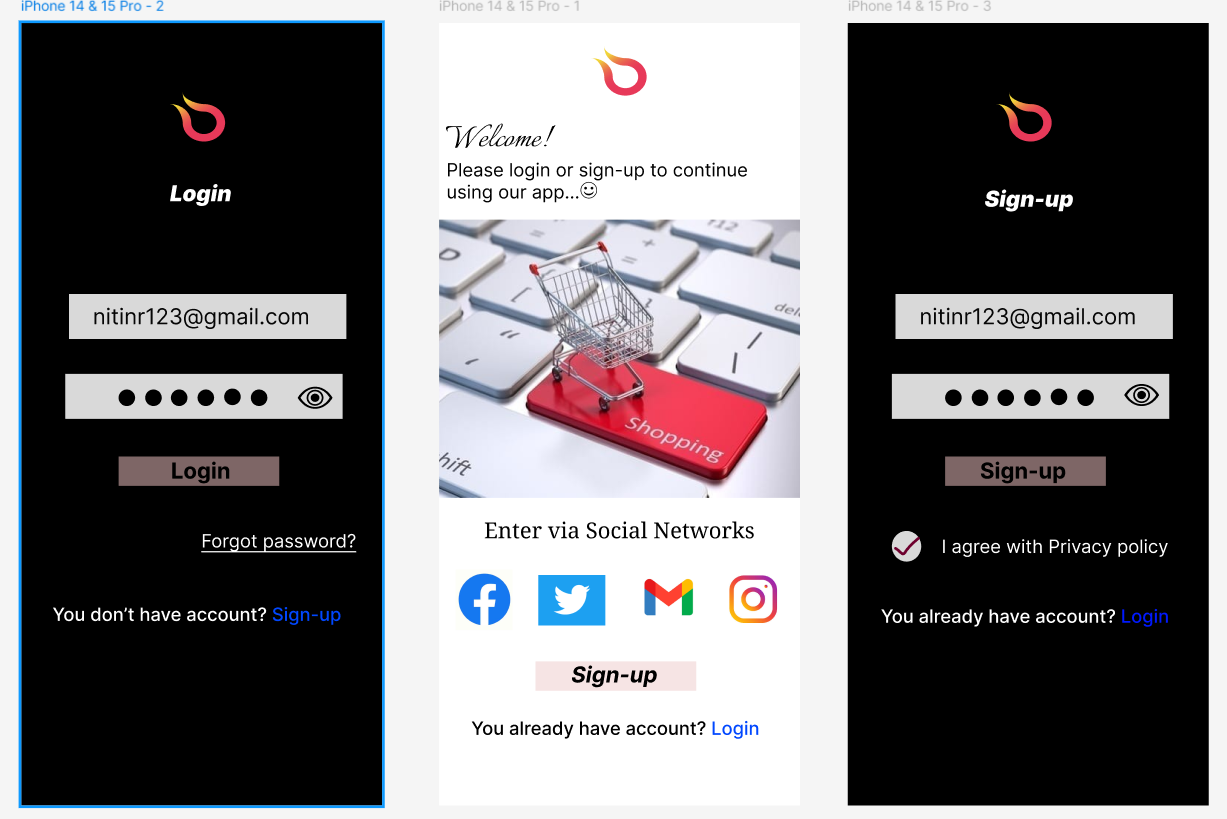 iPhone 14 & 15 Pro - 2
Login
nitinr123@gmail.com
Login
Forgot password?
You don’t have account? Sign-up
iPhone 14 & 15 Pro - 1
Welcome!
Please login or sign-up to continue
using our app...☺
D
f12
+
=
[
del
“
|
\
Shopping
hift
Enter via Social Networks
Sign-up
You already have account? Login
iPhone 14 & 15 Pro - 3
Sign-up
nitinr123@gmail.com
Sign-up
I agree with Privacy policy
You already have account? Login